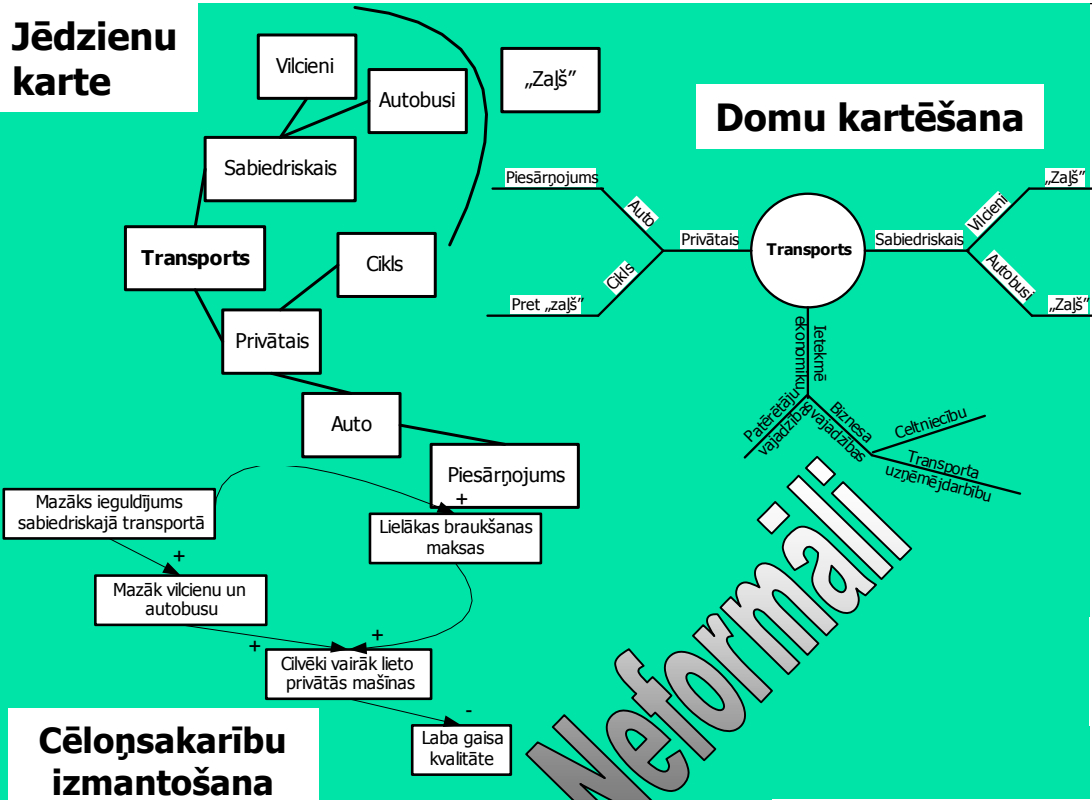 Jēdzienu
karte
Vilcieni
Autobusi
„Zaļš”
Sabiedriskais
Transports
Cikls
Privātais
Auto
Piesārņojums
Domu kartēšana
Piesārņojums
Auto
Privātais
Cikls
Pret „zaļš”
Transports
Sabiedriskais
Vilcieni
„Zaļš”
Autobusi
„Zaļš”
Ietekmē
ekonomiku
Patērētāju
vajadzības
Biznesa
vajadzības
Celtniecību
Transporta
uzņēmējdarbību
Mazāks ieguldījums
sabiedriskajā transportā
+
Lielākas braukšanas
maksas
+
Mazāk vilcienu un
autobusu
+
+
Cilvēki vairāk lieto
privātās mašīnas
-
Laba gaisa
kvalitāte
Cēloņsakarību
izmantošana
Neformāli